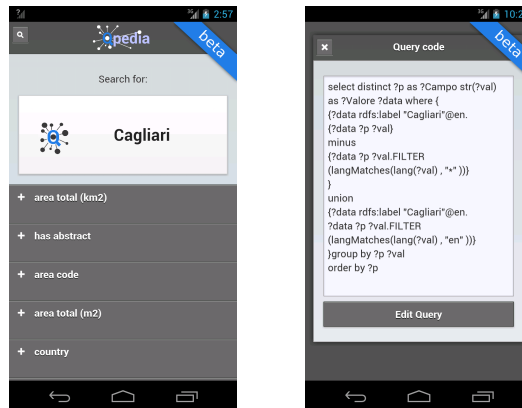 3G 2:57
pedia
beta
Search for:
Cagliari
+ area total (km2)
+ has abstract
+ area code
+ area total (m2)
+ country
3G
beta
Query code
select distinct ?p as ?Campo str(?val)
as ?Valore ?data where {
{?data rdfs:label "Cagliari"@en.
{?data ?p ?val}
minus
{?data ?p ?val.FILTER
(langMatches(lang(?val) , "*" ))}
}
union
{?data rdfs:label "Cagliari"@en.
?data ?p ?val.FILTER
(langMatches(lang(?val) , "en" ))}
}group by ?p ?val
order by ?p
Edit Query